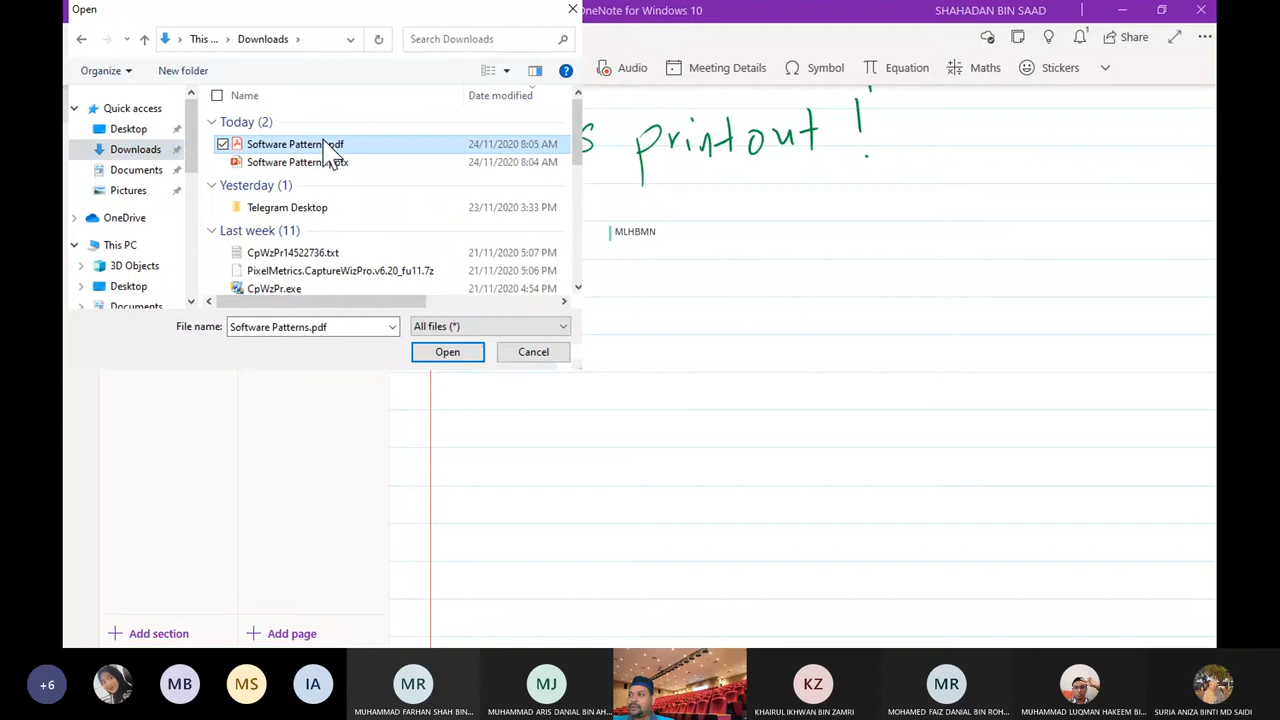 Open
OneNote for Windows 10
SHAHADAN BIN SAAD
This ...
Downloads
Search Downloads
Share
Organize
New folder
Audio
Meeting Details
Symbol
Equation
Maths
Stickers
Name
Date modified
Quick access
Desktop
Downloads
Documents
Pictures
OneDrive
This PC
3D Objects
Desktop
Documents
Today (2)
Software Patterns.pdf 24/11/2020 8:05 AM
Software Patterns.pptx 24/11/2020 8:04 AM
Yesterday (1)
Telegram Desktop 23/11/2020 3:33 PM
Last week (11)
CpWzPr14522736.txt 21/11/2020 5:07 PM
PixelMetrics.CaptureWizPro.v6.20_fu11.7z 21/11/2020 5:06 PM
CpWzPr.exe 21/11/2020 4:54 PM
File name: Software Patterns.pdf
All files (*)
Open
Cancel
s printout !
MLHBMN
Add section
Add page
+6
MB
MS
IA
MR
MJ
KZ
MR
MUHAMMAD FARHAN SHAH BIN...
MUHAMMAD ARIS DANIAL BIN AH...
KHAIRUL IKHWAN BIN ZAMRI
MOHAMED FAIZ DANIAL BIN ROH...
MUHAMMAD LUQMAN HAKEEM BI...
SURIA ANIZA BINTI MD SAIDI